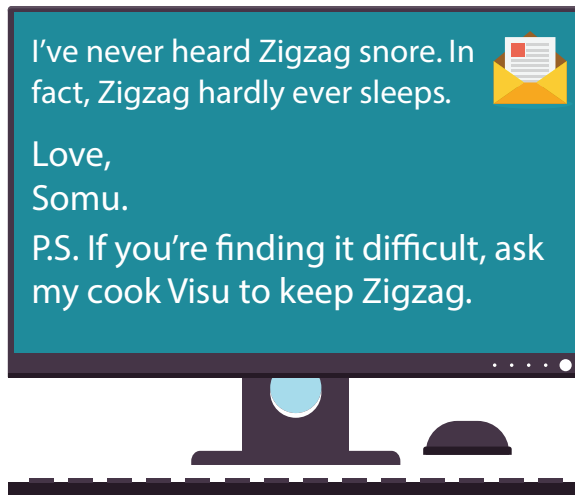 I’ve never heard Zigzag snore. In
fact, Zigzag hardly ever sleeps.
Love,
Somu.
P.S. If you’re finding it difficult, ask
my cook Visu to keep Zigzag.